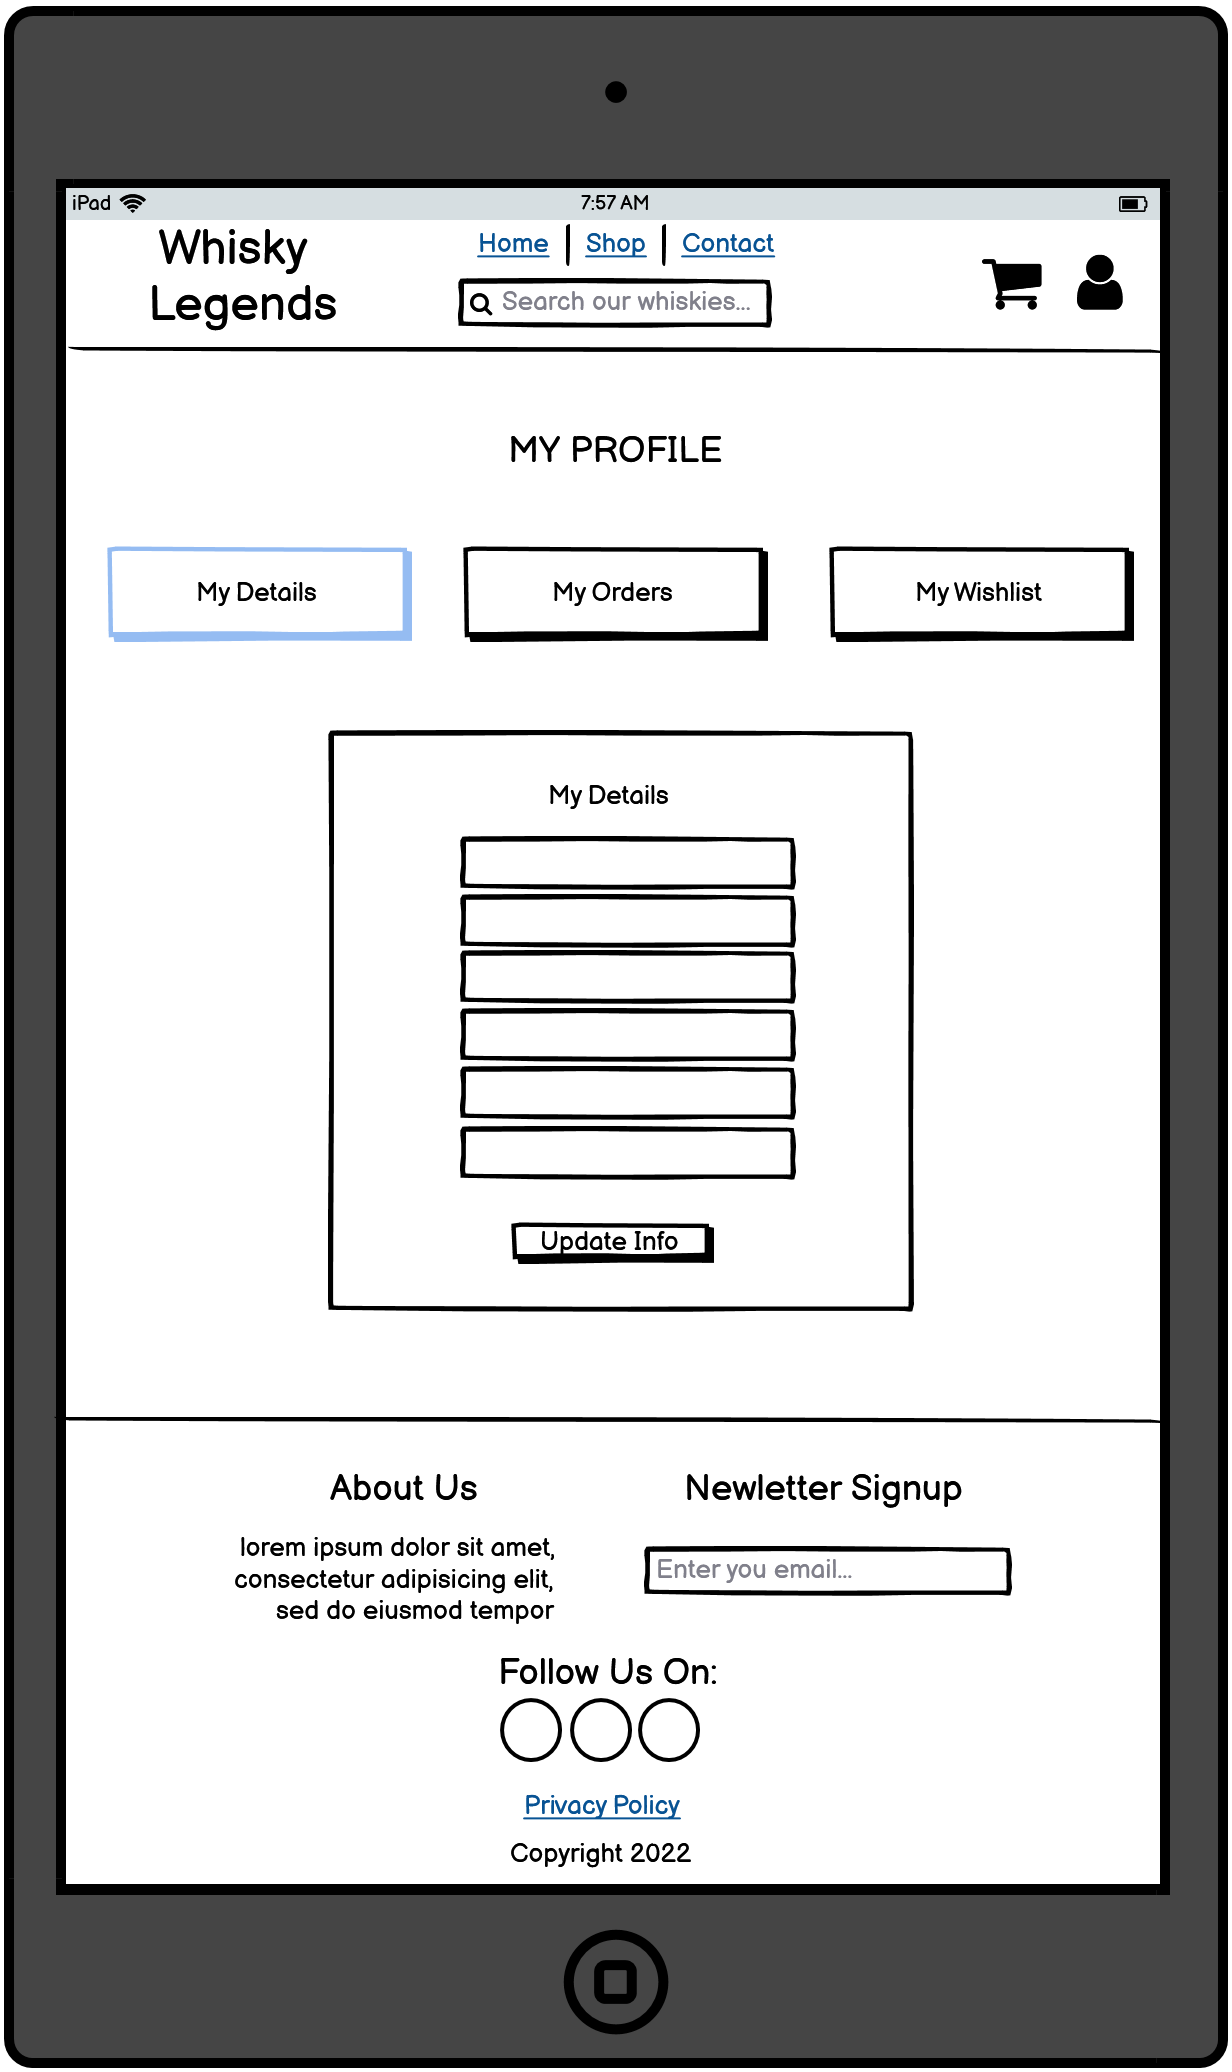 iPad
7:57 AM
Whisky
Legends
Home
Shop
Contact
Search our whiskies...
MY PROFILE
My Details
My Orders
My Wishlist
My Details
Update Info
About Us
Newletter Signup
lorem ipsum dolor sit amet,
consectetur adipisicing elit,
sed do eiusmod tempor
Enter you email...
Follow Us On:
Privacy Policy
Copyright 2022